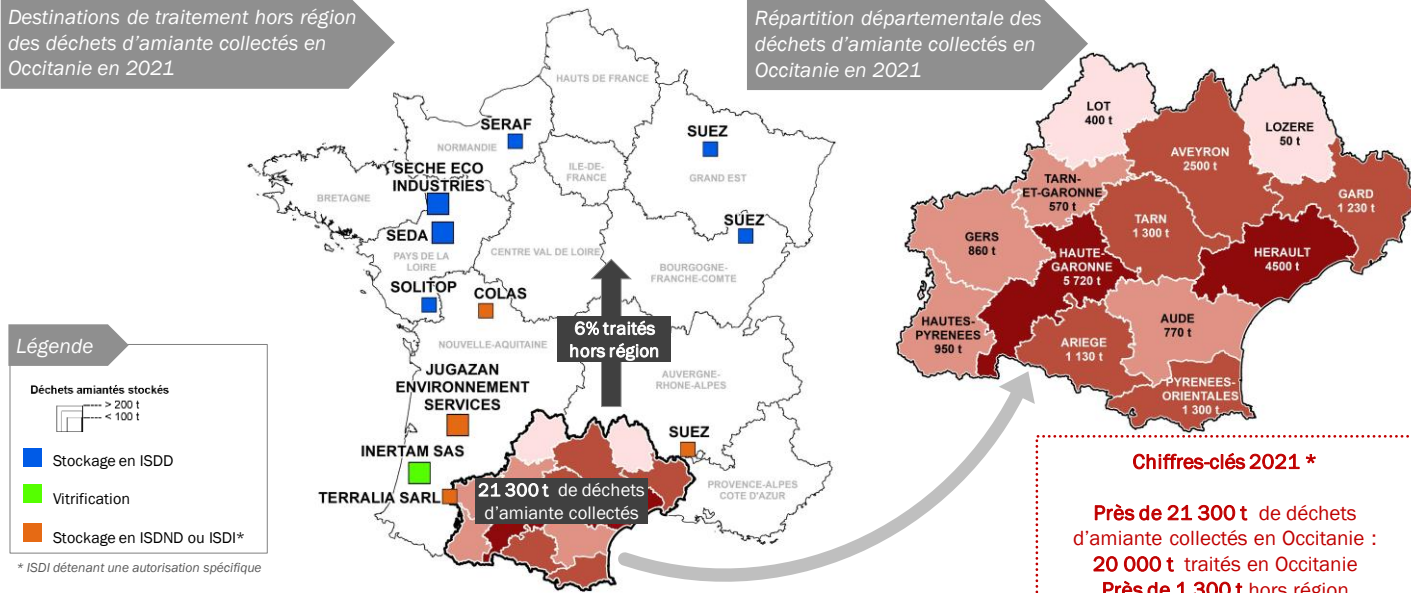 Destinations de traitement hors région
des déchets d'amiante collectés en
Occitanie en 2021
HAUTS DE FRANCE
SERAF
NORMANDIE
SUEZ
GRAND EST
ILE-DE-
FRANCE
SECHE ECO
INDUSTRIES
BRETAGNE
SEDA
PAYS DE LA
LOIRE
CENTRE VAL DE LOIRE
SUEZ
BOURGOGNE-
FRANCHE-COMTE
SOLITOP
COLAS
6% traités
hors région
NOUVELLE-AQUITAINE
AUVERGNE-
RHONE-ALPES
JUGAZAN
ENVIRONNEMENT
SERVICES
INERTAM SAS
SUEZ
TERRALIA SARL
21 300 t de déchets
d'amiante collectés
PROVENCE-ALPES
COTE D'AZUR
Légende
Déchets amiantés stockés
> 200 t
< 100 t
Stockage en ISDD
Vitrification
Stockage en ISDND ou ISDI*
* ISDI détenant une autorisation spécifique
Répartition départementale des
déchets d'amiante collectés en
Occitanie en 2021
LOT
400 t
LOZERE
50 t
AVEYRON
2500 t
TARN-
ET-GARONNE
570 t
GARD
1 230 t
TARN
1 300 t
GERS
860 t
HAUTE-
GARONNE
5 720 t
HERAULT
4500 t
HAUTES-
PYRENEES
950 t
AUDE
770 t
ARIEGE
1 130 t
PYRENEES-
ORIENTALES
1 300 t
Chiffres-clés 2021 *
Près de 21 300 t de déchets
d'amiante collectés en Occitanie :
20 000 t traités en Occitanie
Près de 1 300 t hors région